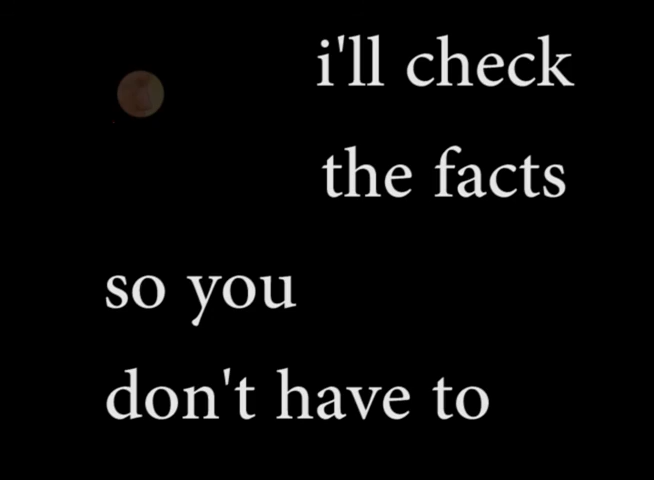 i'll check
the facts
so you
don't have to